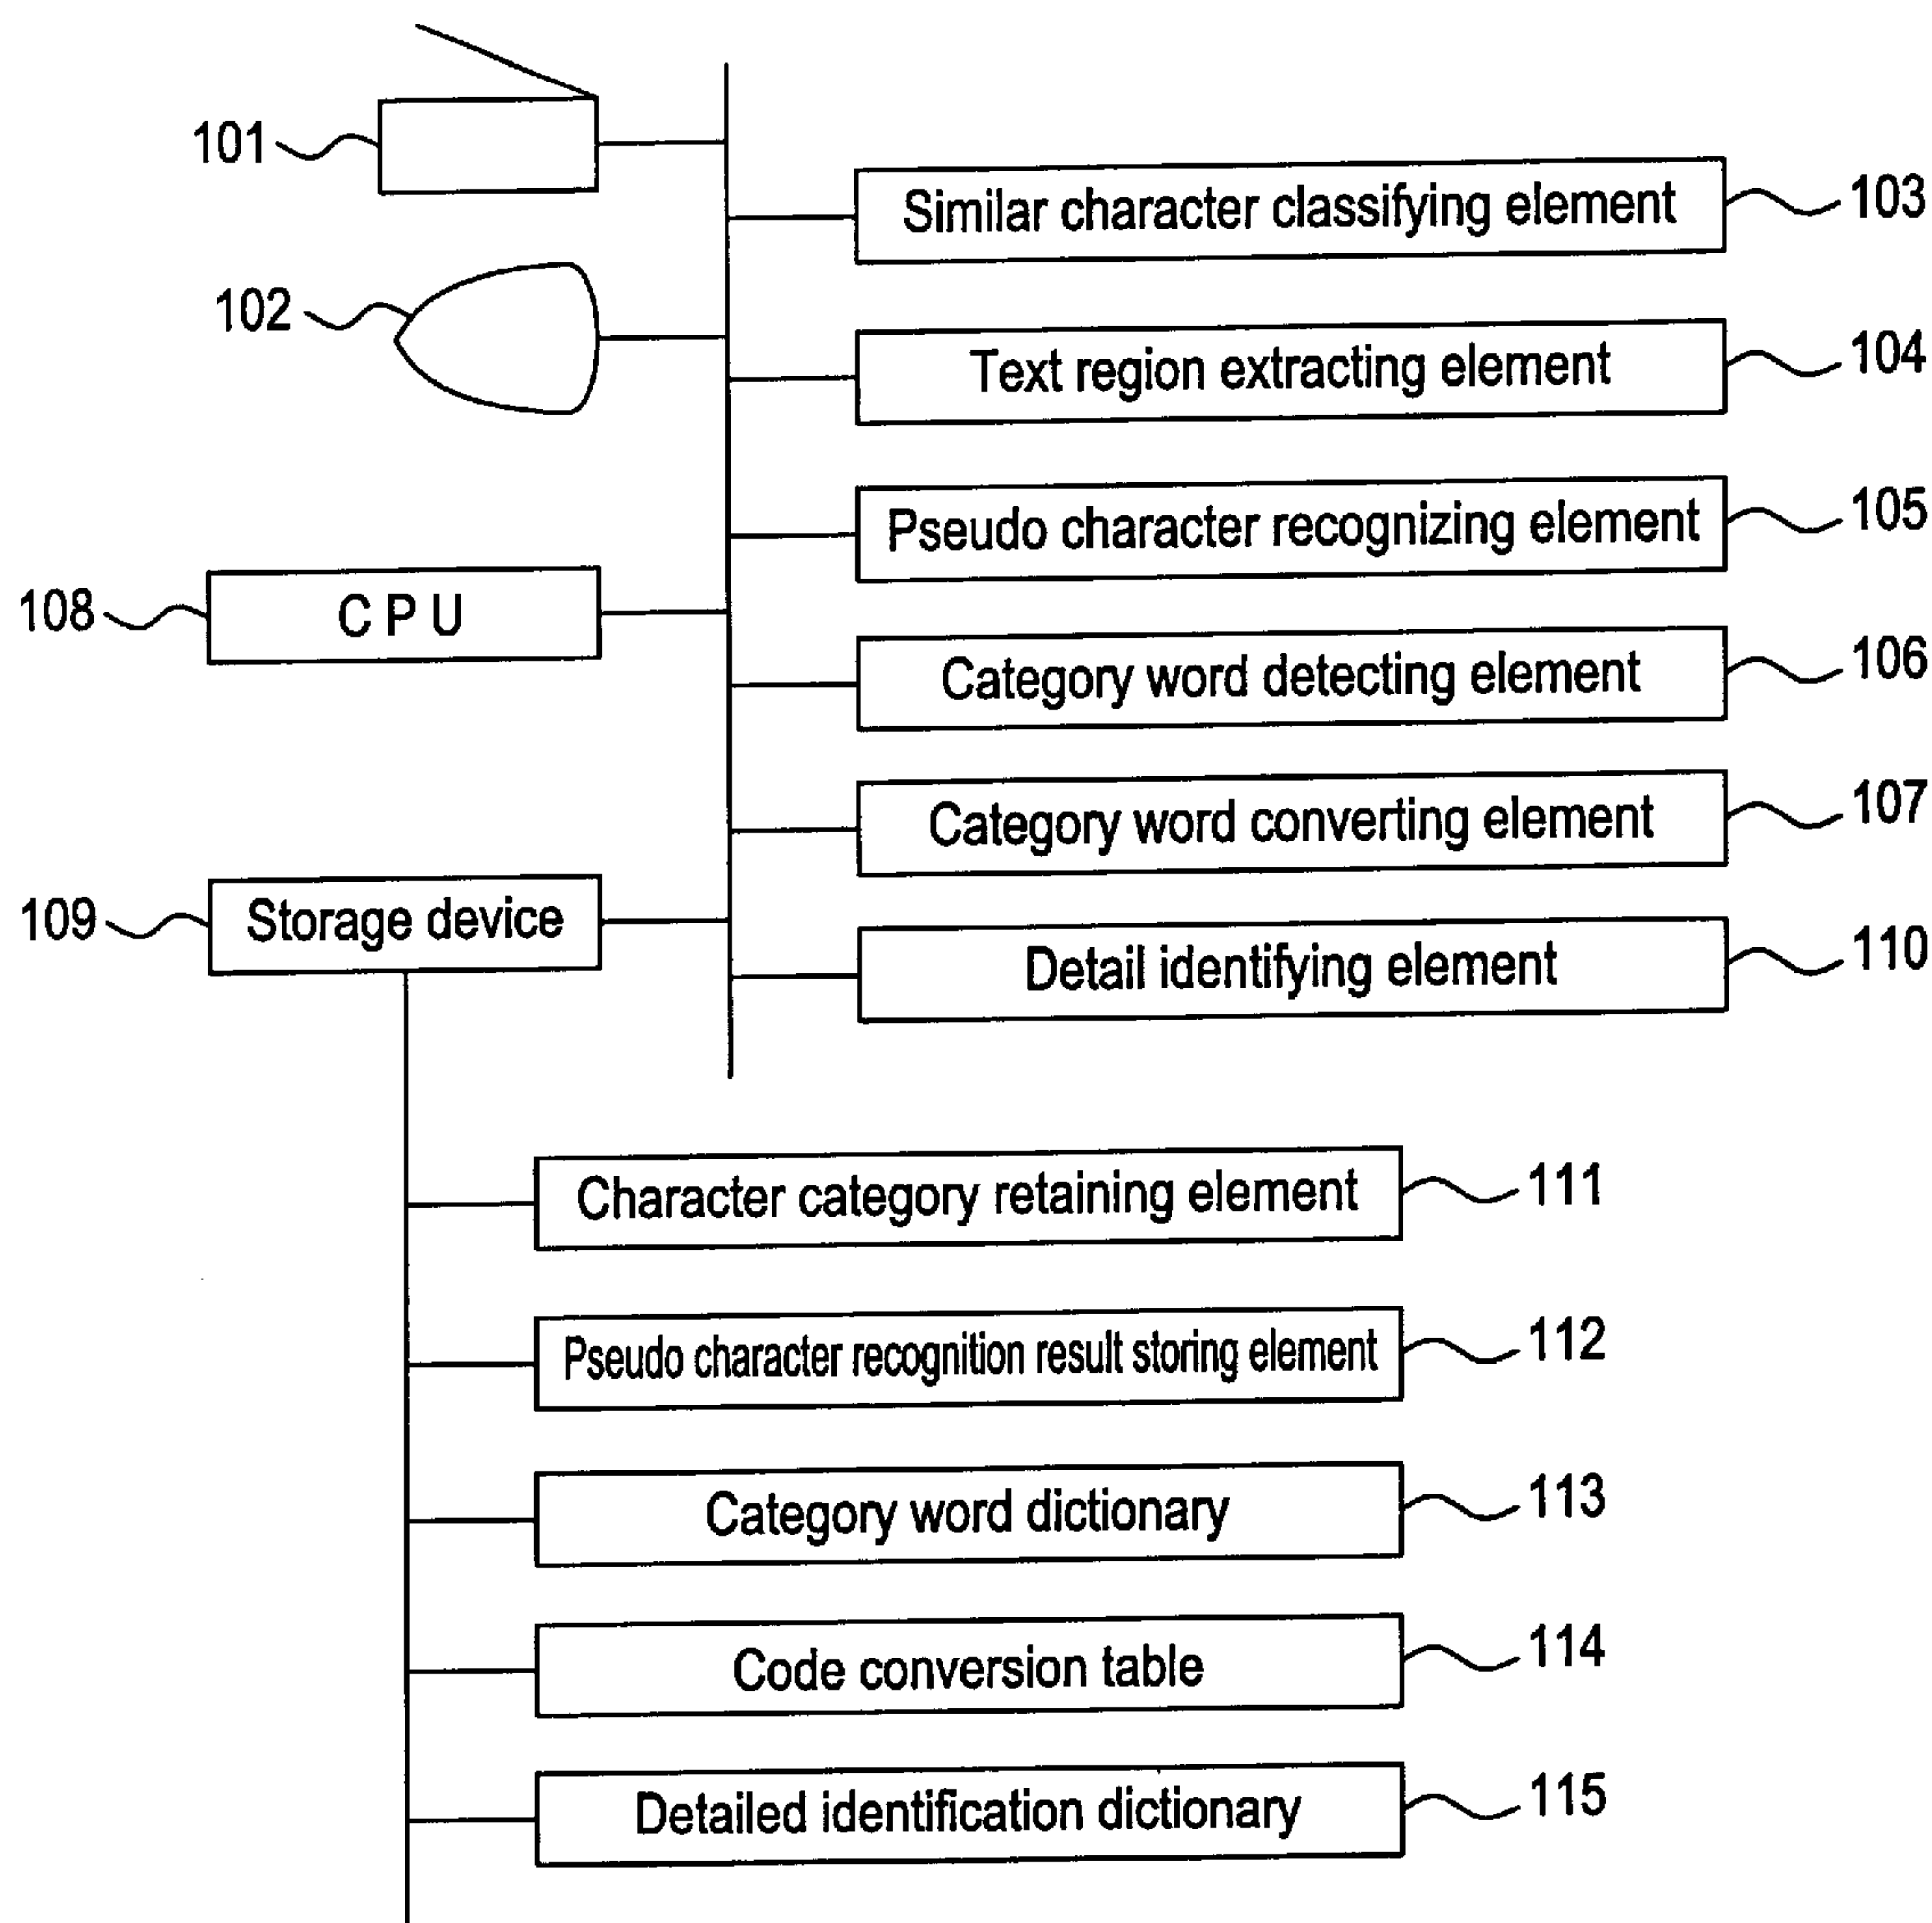 101
Similar character classifying element 103
102
Text region extracting element 104
Pseudo character recognizing element 105
108 C P U
Category word detecting element 106
Category word converting element 107
109 Storage device
Detail identifying element 110
Character category retaining element 111
Pseudo character recognition result storing element 112
Category word dictionary 113
Code conversion table 114
Detailed identification dictionary 115